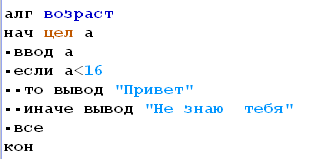 алг возраст
нач цел а
▪ввод а
▪если а<16
▪▪то вывод "Привет"
▪▪иначе вывод "Не знаю  тебя"
▪все
кон